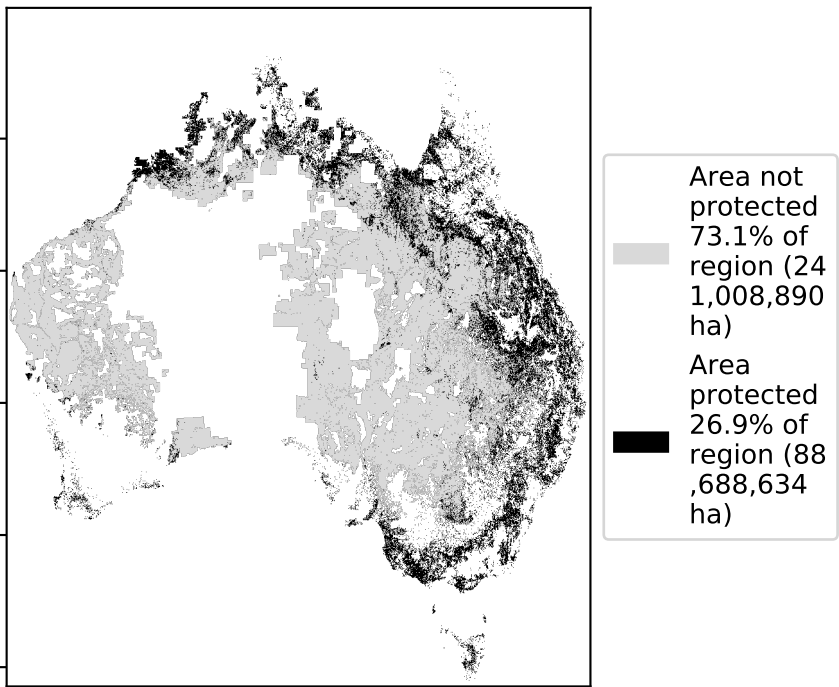 Area not
protected
73.1% of
region (24
1,008,890
ha)
Area
protected
26.9% of
region (88
,688,634
ha)